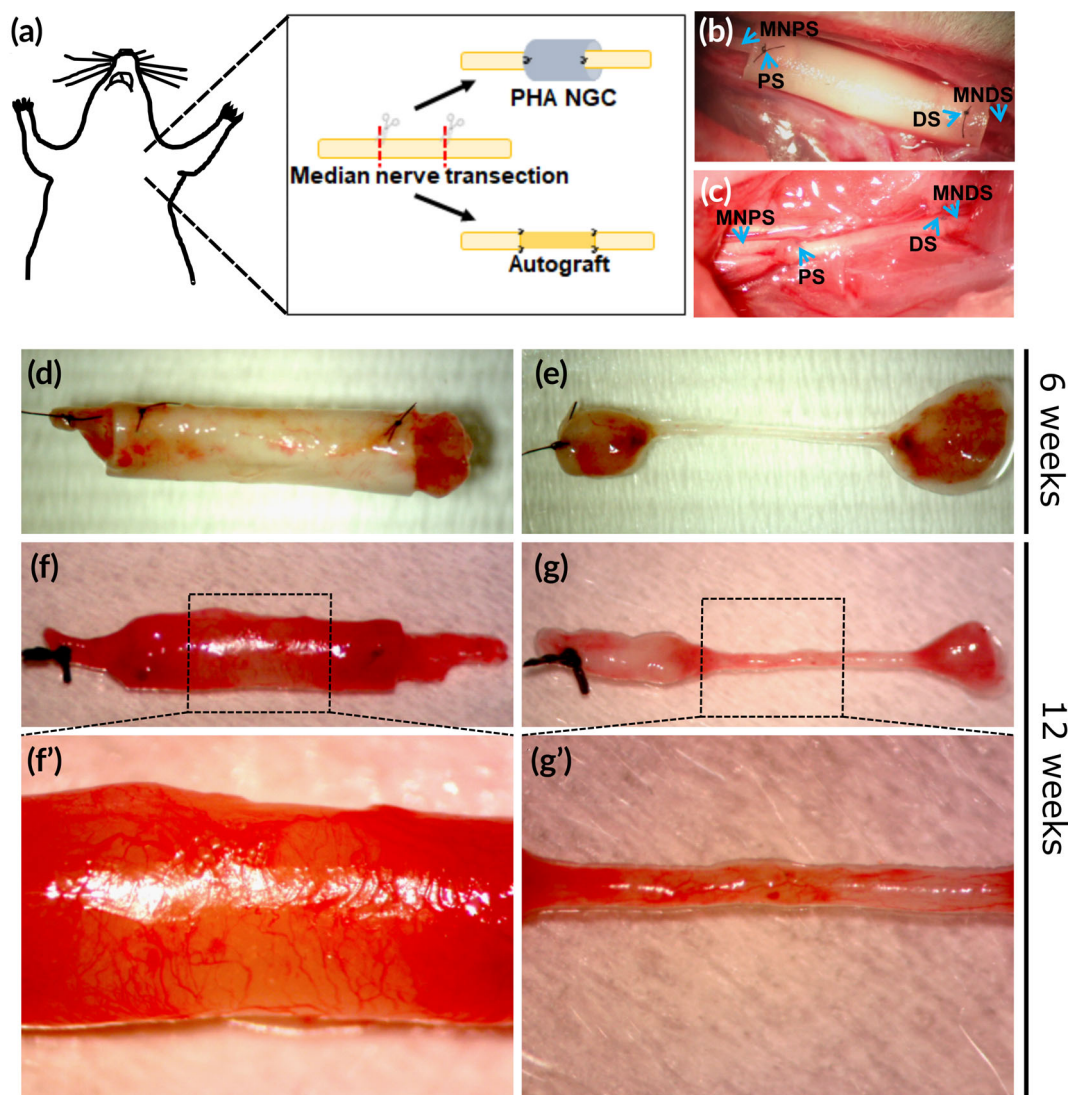 (a)
PHA NGC
Median nerve transection
Autograft
(b)
MNPS
PS
MNDS
DS
(c)
MNPS
MNDS
DS
PS
(d)
(e)
6 weeks
(f)
(g)
12 weeks
(f’)
(g’)